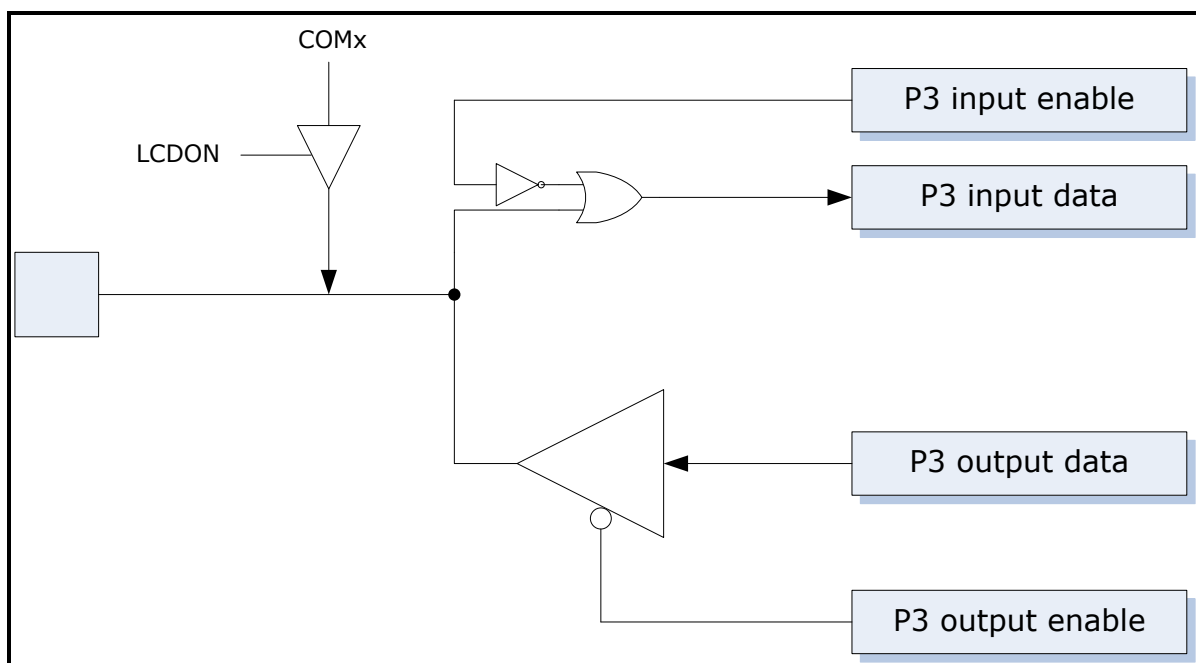 COMx
LCDON
P3 input enable
P3 input data
P3 output data
P3 output enable